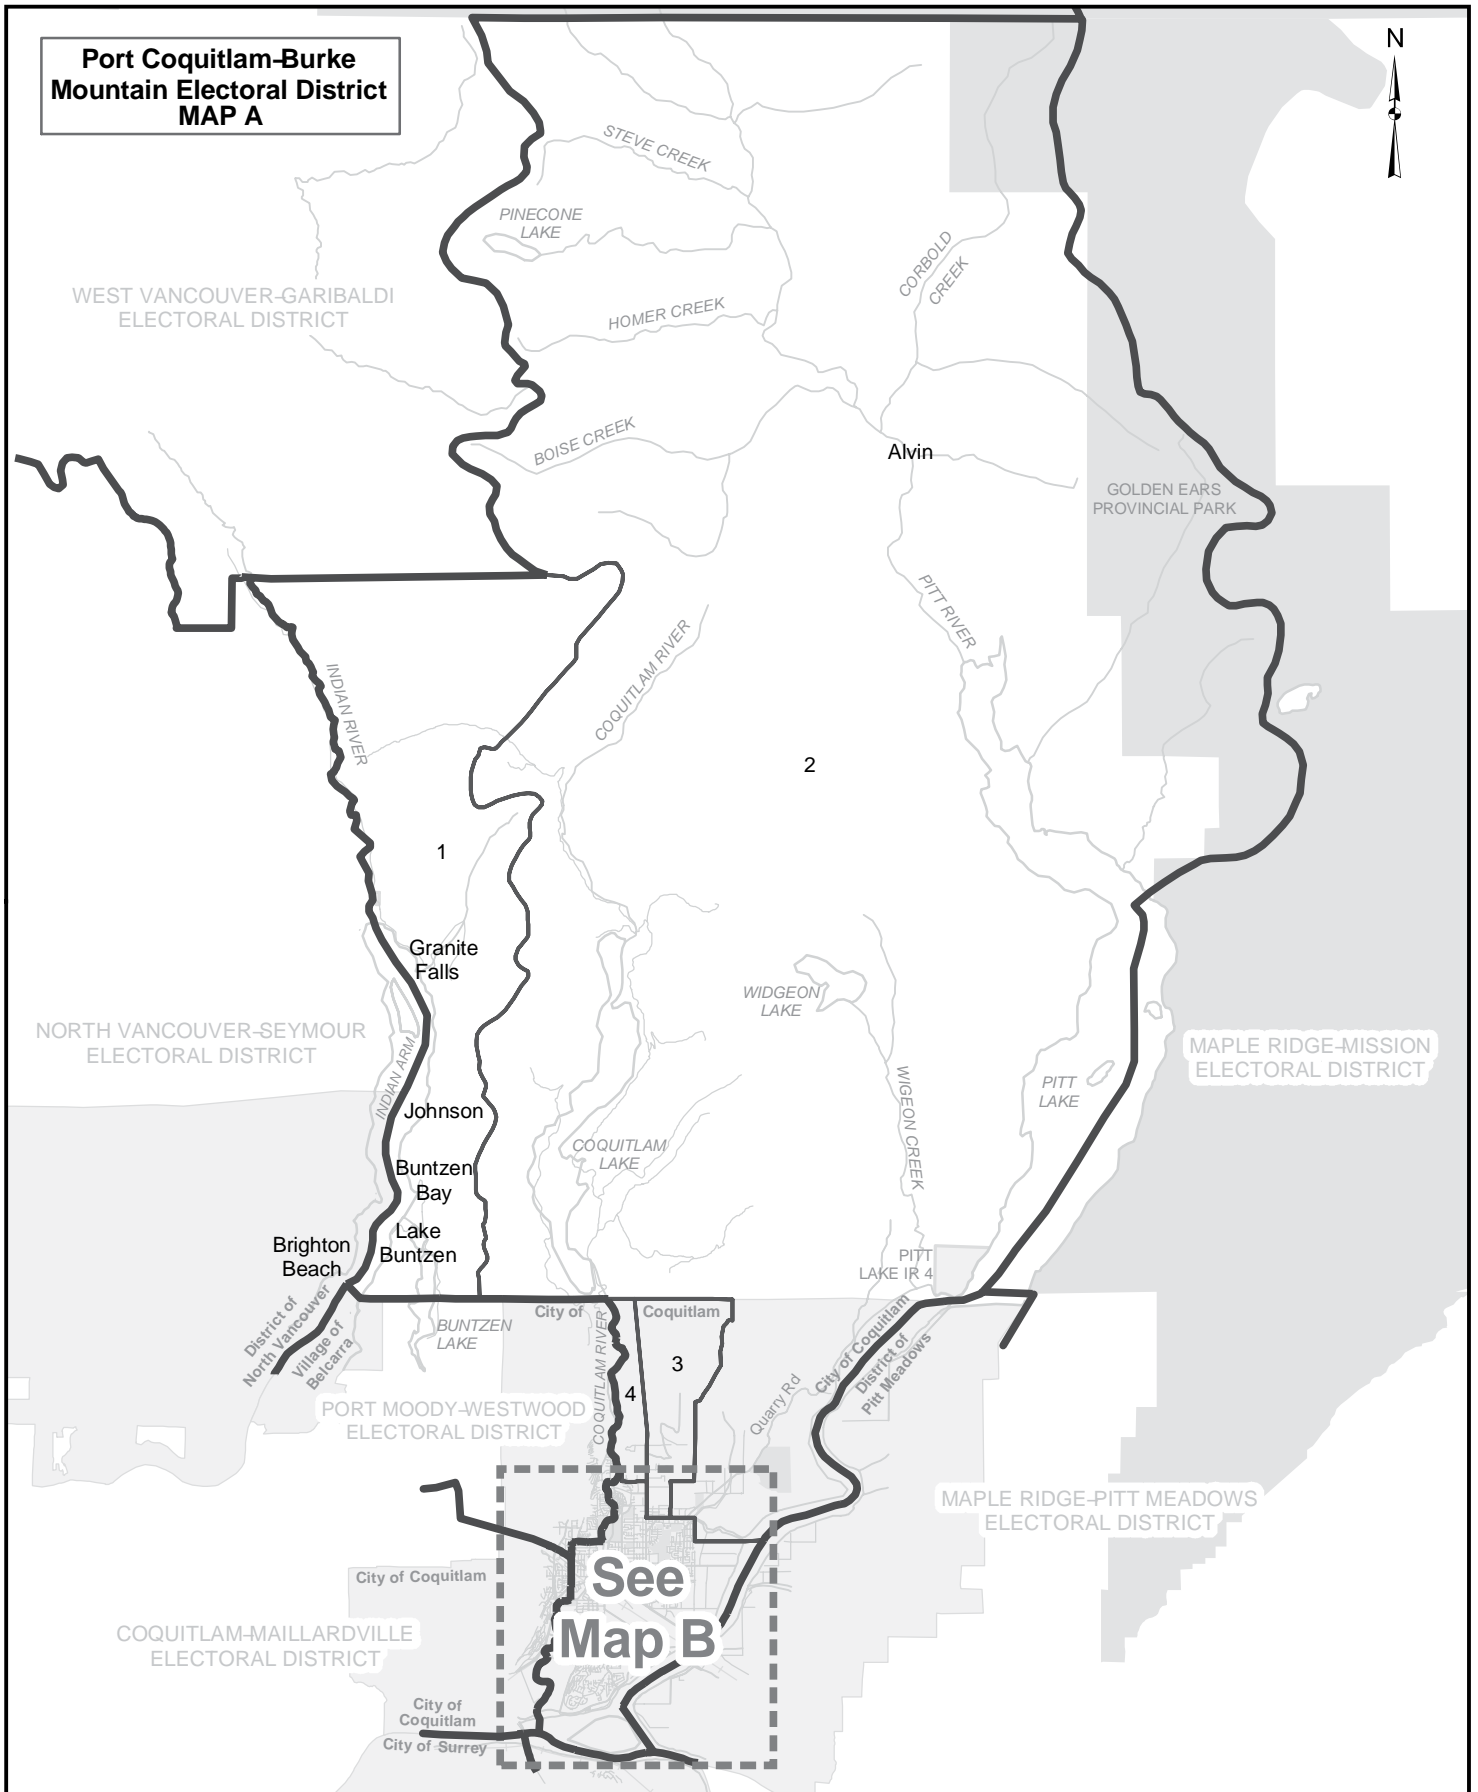 Port Coquitlam-Burke
Mountain Electoral District
MAP A
N
STEVE CREEK
PINECONE
LAKE
CORBOLD
CREEK
WEST VANCOUVER-GARIBALDI
ELECTORAL DISTRICT
HOMER CREEK
BOISE CREEK
Alvin
GOLDEN EARS
PROVINCIAL PARK
PITT RIVER
COQUITLAM RIVER
INDIAN RIVER
2
1
Granite
Falls
WIDGEON
LAKE
NORTH VANCOUVER-SEYMOUR
ELECTORAL DISTRICT
MAPLE RIDGE-MISSION
ELECTORAL DISTRICT
INDIAN ARM
PITT
LAKE
WIGEON CREEK
Johnson
COQUITLAM
LAKE
Buntzen
Bay
Lake
Buntzen
Brighton
Beach
PITT
LAKE IR 4
District of
North Vancouver
Village of
Belcarra
BUNTZEN
LAKE
City of
Coquitlam
COQUITLAM RIVER
City of Coquitlam
District of
Pitt Meadows
3
4
Quarry Rd
PORT MOODY-WESTWOOD
ELECTORAL DISTRICT
MAPLE RIDGE-PITT MEADOWS
ELECTORAL DISTRICT
See
Map B
City of Coquitlam
COQUITLAM-MAILLARDVILLE
ELECTORAL DISTRICT
City of
Coquitlam
City of Surrey